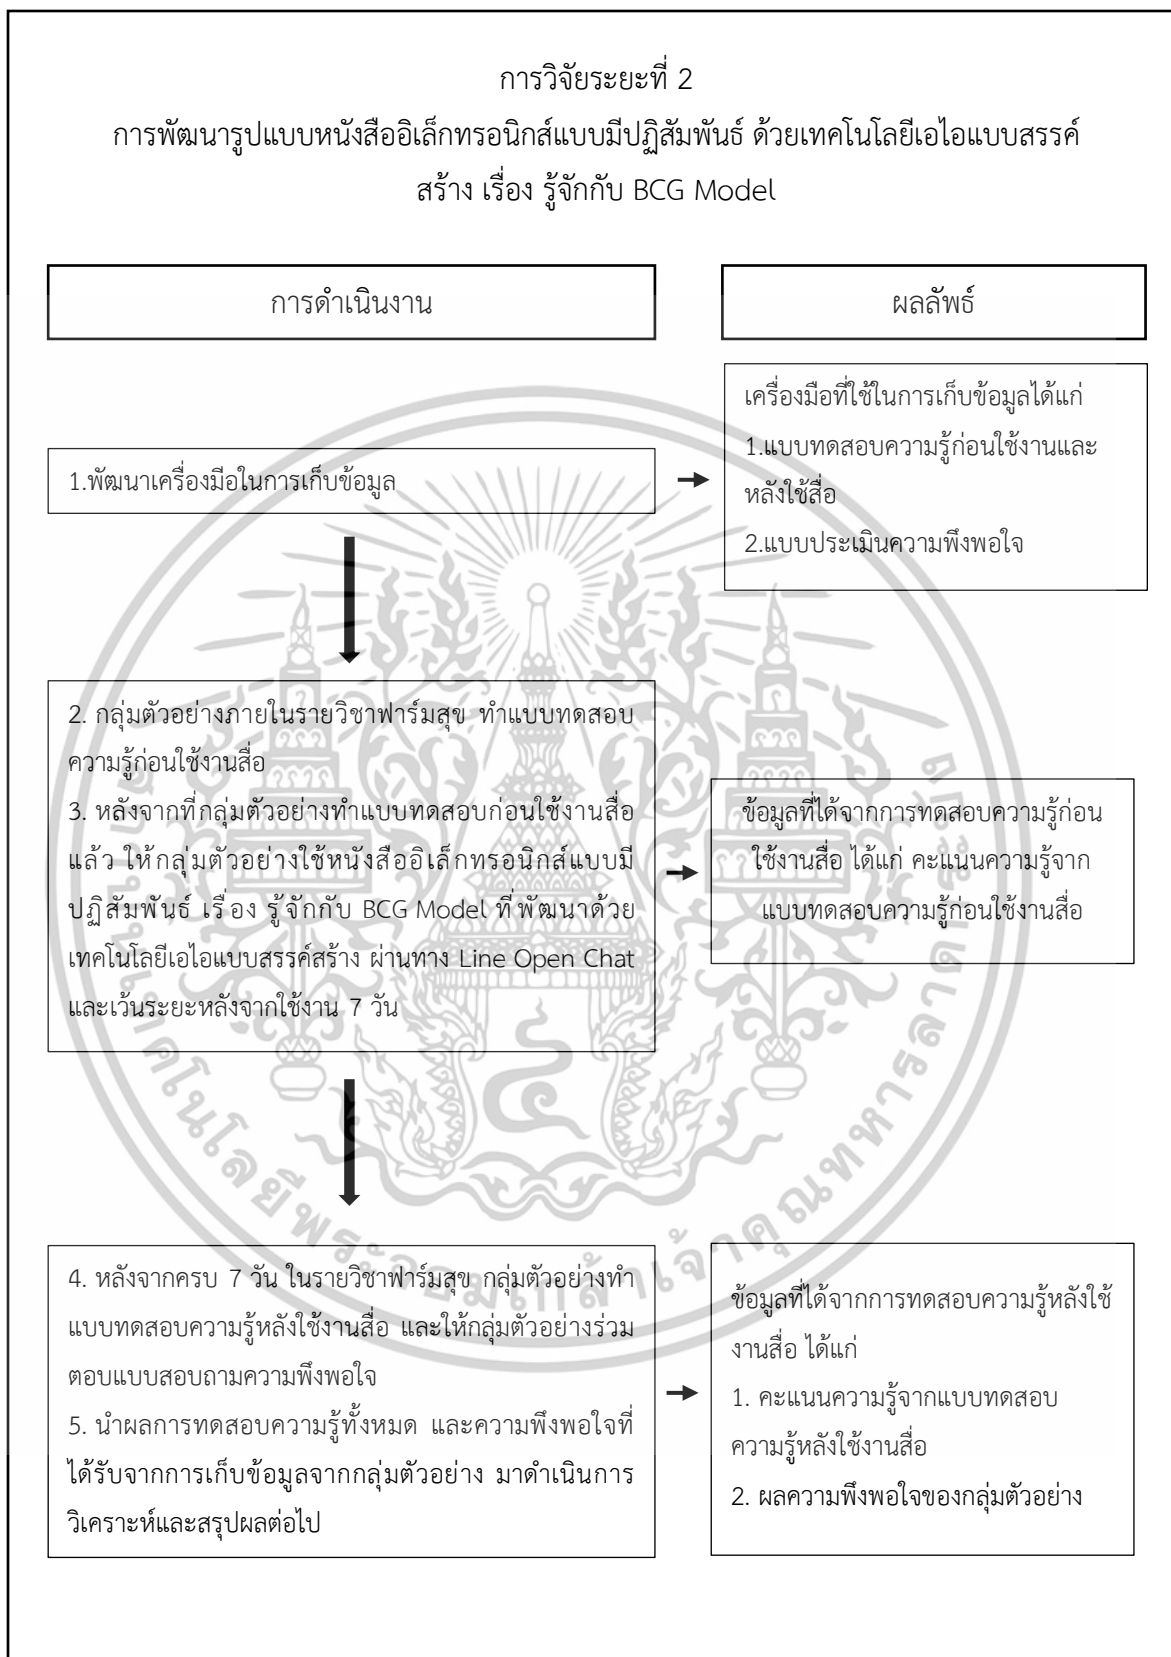 การวิจัยระยะที่ 2
การพัฒนารูปแบบหนังสืออิเล็กทรอนิกส์แบบมีปฏิสัมพันธ์ ด้วยเทคโนโลยีเอไอแบบสรรค์
สร้าง เรื่อง รู้จักกับ BCG Model
การดำเนินงาน
ผลลัพธ์
1.พัฒนาเครื่องมือในการเก็บข้อมูล
เครื่องมือที่ใช้ในการเก็บข้อมูลได้แก่
1.แบบทดสอบความรู้ก่อนใช้งานและ
หลังใช้สื่อ
2.แบบประเมินความพึงพอใจ
2. กลุ่มตัวอย่างภายในรายวิชาฟาร์มสุข ทำแบบทดสอบ
ความรู้ก่อนใช้งานสื่อ
3. หลังจากที่กลุ่มตัวอย่างทำแบบทดสอบก่อนใช้งานสื่อ
แล้ว ให้กลุ่มตัวอย่างใช้หนังสืออิเล็กทรอนิกส์แบบมี
ปฏิสัมพันธ์ เรื่อง รู้จักกับ BCG Model ที่พัฒนาด้วย
เทคโนโลยีเอไอแบบสรรค์สร้าง ผ่านทาง Line Open Chat
และเว้นระยะหลังจากใช้งาน 7 วัน
ข้อมูลที่ได้จากการทดสอบความรู้ก่อน
ใช้งานสื่อ ได้แก่ คะแนนความรู้จาก
แบบทดสอบความรู้ก่อนใช้งานสื่อ
4. หลังจากครบ 7 วัน ในรายวิชาฟาร์มสุข กลุ่มตัวอย่างทำ
แบบทดสอบความรู้หลังใช้งานสื่อ และให้กลุ่มตัวอย่างร่วม
ตอบแบบสอบถามความพึงพอใจ
5. นำผลการทดสอบความรู้ทั้งหมด และความพึงพอใจที่
ได้รับจากการเก็บข้อมูลจากกลุ่มตัวอย่าง มาดำเนินการ
วิเคราะห์และสรุปผลต่อไป
ข้อมูลที่ได้จากการทดสอบความรู้หลังใช้
งานสื่อ ได้แก่
1. คะแนนความรู้จากแบบทดสอบ
ความรู้หลังใช้งานสื่อ
2. ผลความพึงพอใจของกลุ่มตัวอย่าง